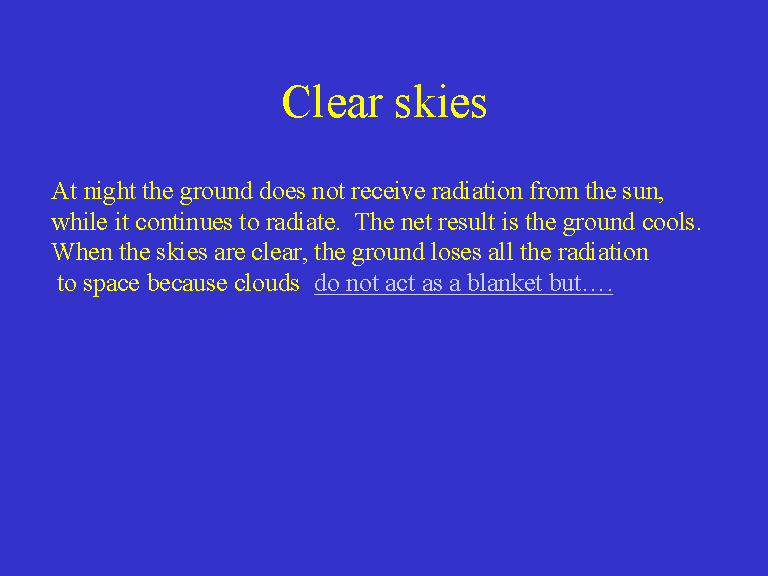 Clear skies
At night the ground does not receive radiation from the sun,
while it continues to radiate.  The net result is the ground cools.
When the skies are clear, the ground loses all the radiation
to space because clouds  do not act as a blanket but….